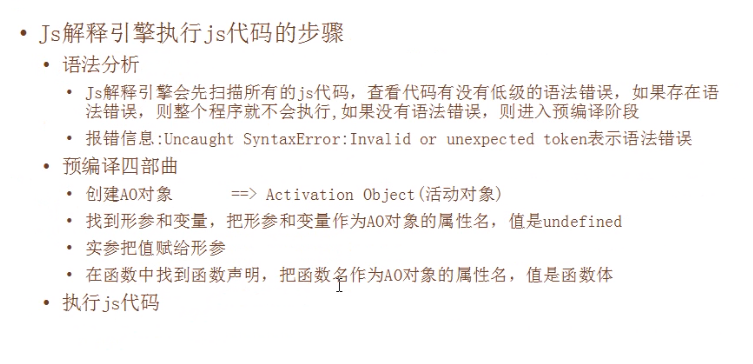 Js解释引擎执行js代码的步骤
语法分析
Js解释引擎会先扫描所有的js代码，查看代码有没有低级的语法错误，如果存在语
法错误，则整个程序就不会执行,如果没有语法错误，则进入预编译阶段
报错信息:Uncaught SyntaxError:Invalid or unexpected token表示语法错误
预编译四部曲
创建AO对象 ==> Activation Object(活动对象)
找到形参和变量，把形参和变量作为AO对象的属性名，值是undefined
实参把值赋给形参
在函数中找到函数声明，把函数名作为AO对象的属性名，值是函数体
执行js代码